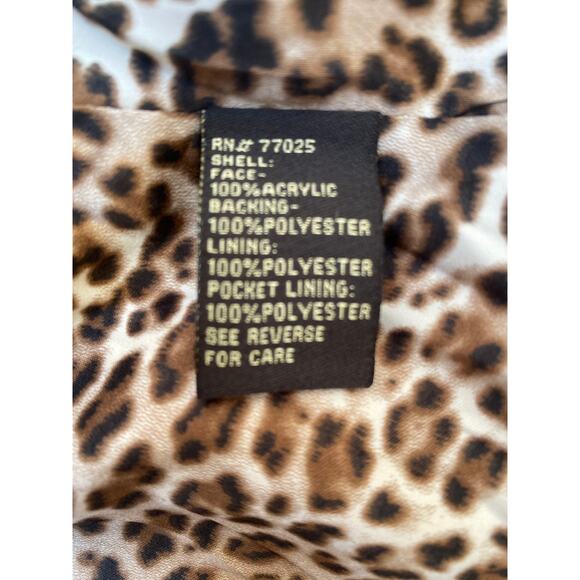 RN# 77025
SHELL:
FACE-
100%ACRYLIC
BACKING-
100%POLYESTER
LINING:
100%POLYESTER
POCKET LINING:
100%POLYESTER
SEE REVERSE
FOR CARE